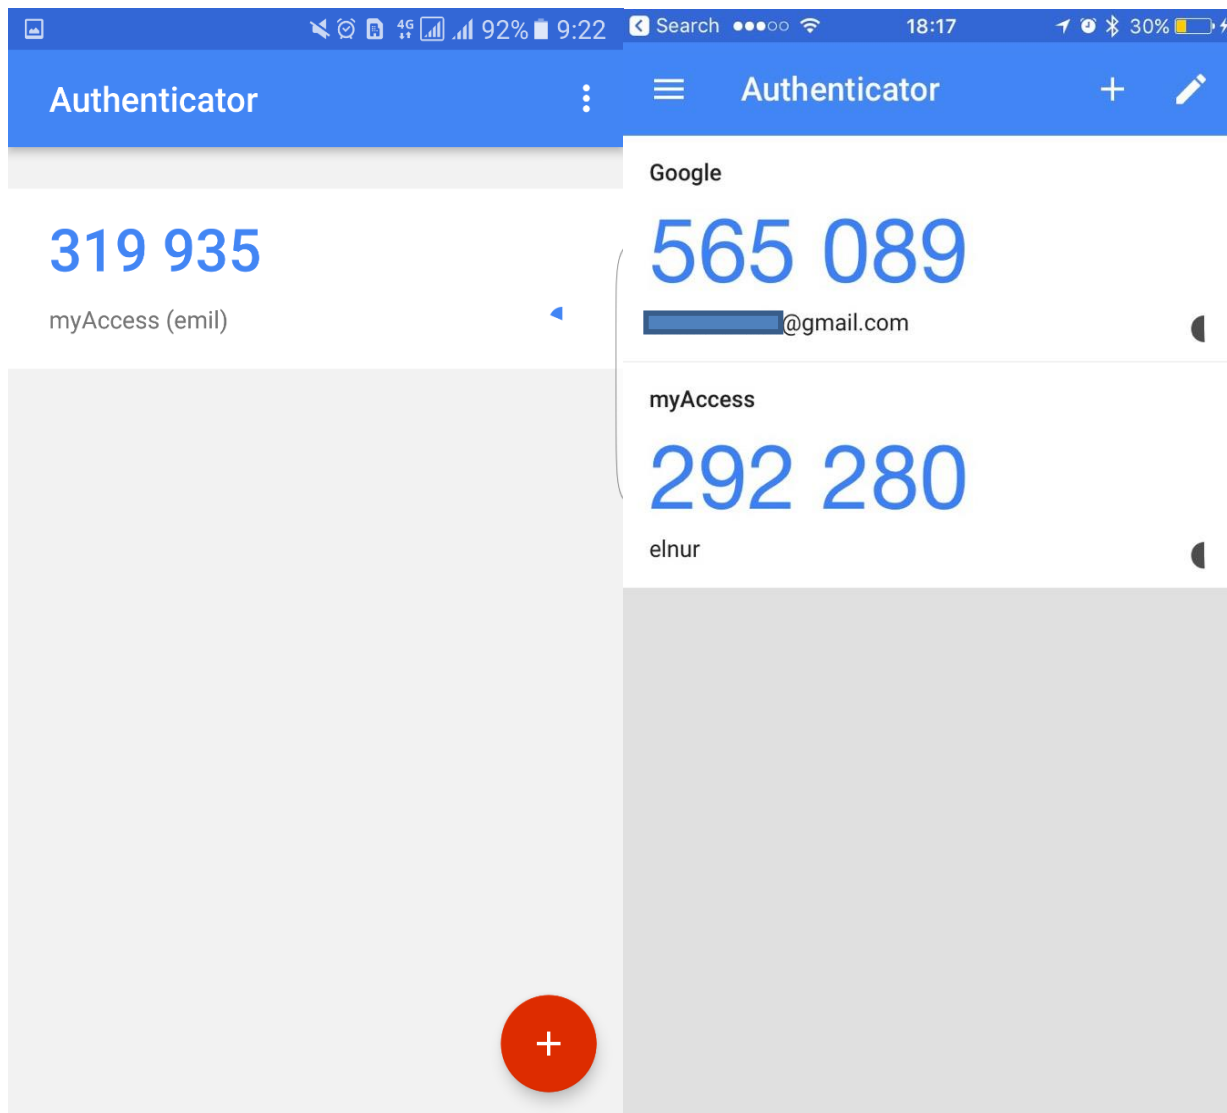 4G 92% 9:22
Authenticator
319 935
myAccess (emil)
+
Search 18:17 30%
Authenticator
Google
565 089
@gmail.com
myAccess
292 280
elnur